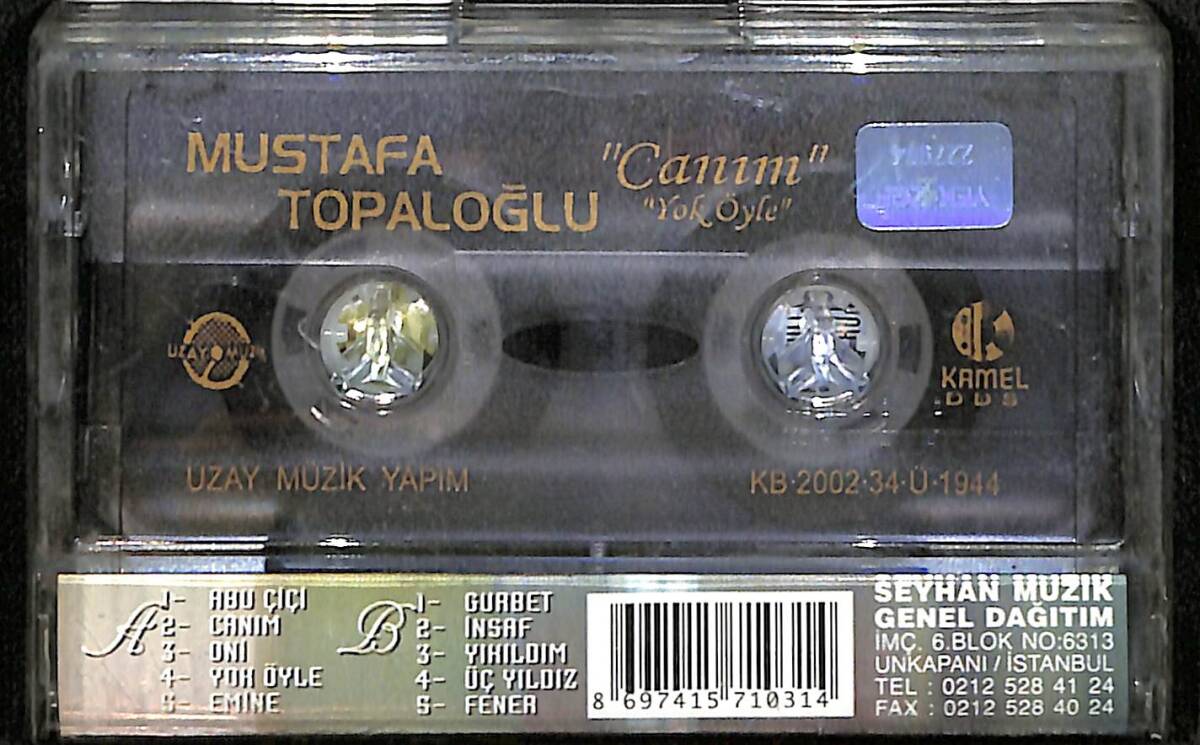 MUSTAFA
TOPALOĞLU
"Canım"
"Yok Öyle"
UZAY MÜZİK
KAMEL
UZAY MÜZİK YAPIM
KB·2002·34·Ü·1944
A
1- ABU ÇİÇİ
2- CANIM
3- ONI
4- YOK ÖYLE
5- EMİNE
B
1- GURBET
2- İNSAF
3- YIKILDIM
4- ÜÇ YILDIZ
5- FENER
8 697415 710314
SEYHAN MÜZİK
GENEL DAĞITIM
İMÇ. 6.BLOK NO:6313
UNKAPANI / İSTANBUL
TEL : 0212 528 41 24
FAX : 0212 528 40 24